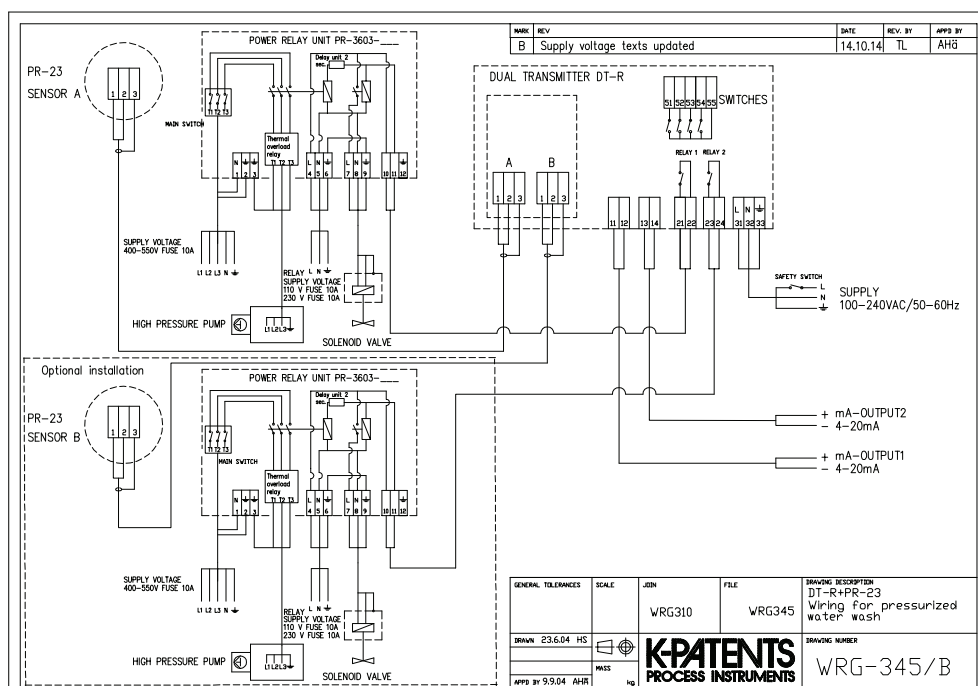 MARK REV DATE REV. BY APPD BY
B Supply voltage texts updated 14.10.14 TL AHä
PR-23
SENSOR A
1 2 3
POWER RELAY UNIT PR-3603-___
Delay unit 2
sec.
T1 T2 T3
MAIN SWITCH
Thermal
overload
relay
T1 T2 T3
N
1 2 3
L N
4 5 6
L N
7 8 9
10 11 12
SUPPLY VOLTAGE
400-550V FUSE 10A
L1 L2 L3 N
RELAY L N
SUPPLY VOLTAGE
110 V FUSE 10A
230 V FUSE 10A
HIGH PRESSURE PUMP
L1 L2 L3
SOLENOID VALVE
DUAL TRANSMITTER DT-R
51 52 53 54 55
SWITCHES
A B
1 2 3
1 2 3
RELAY 1 RELAY 2
11 12
13 14
21 22
23 24
L N
31 32 33
SAFETY SWITCH
L
N
SUPPLY
100-240VAC/50-60Hz
Optional installation
PR-23
SENSOR B
1 2 3
POWER RELAY UNIT PR-3603-___
Delay unit 2
sec.
T1 T2 T3
MAIN SWITCH
Thermal
overload
relay
T1 T2 T3
N
1 2 3
L N
4 5 6
L N
7 8 9
10 11 12
SUPPLY VOLTAGE
400-550V FUSE 10A
L1 L2 L3 N
RELAY L N
SUPPLY VOLTAGE
110 V FUSE 10A
230 V FUSE 10A
HIGH PRESSURE PUMP
L1 L2 L3
SOLENOID VALVE
+ mA-OUTPUT2
- 4-20mA
+ mA-OUTPUT1
- 4-20mA
GENERAL TOLERANCES SCALE JOIN FILE DRAWING DESCRIPTION
WRG310 WRG345
DT-R+PR-23
Wiring for pressurized
water wash
DRAWN 23.6.04 HS
MASS
kg
APPD BY 9.9.04 AHä
K-PATENTS
PROCESS INSTRUMENTS
DRAWING NUMBER
WRG-345/B